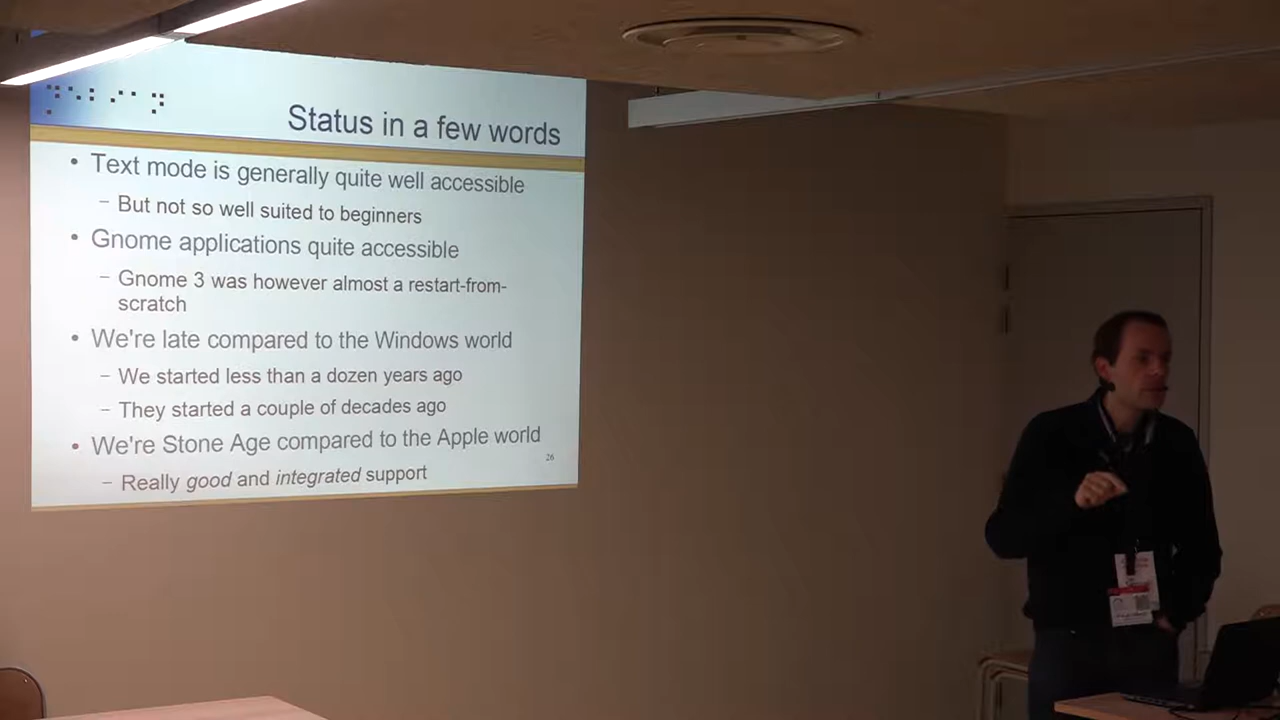 Status in a few words
• Text mode is generally quite well accessible
– But not so well suited to beginners
• Gnome applications quite accessible
– Gnome 3 was however almost a restart-from-
scratch
• We're late compared to the Windows world
– We started less than a dozen years ago
– They started a couple of decades ago
• We're Stone Age compared to the Apple world
– Really good and integrated support
26